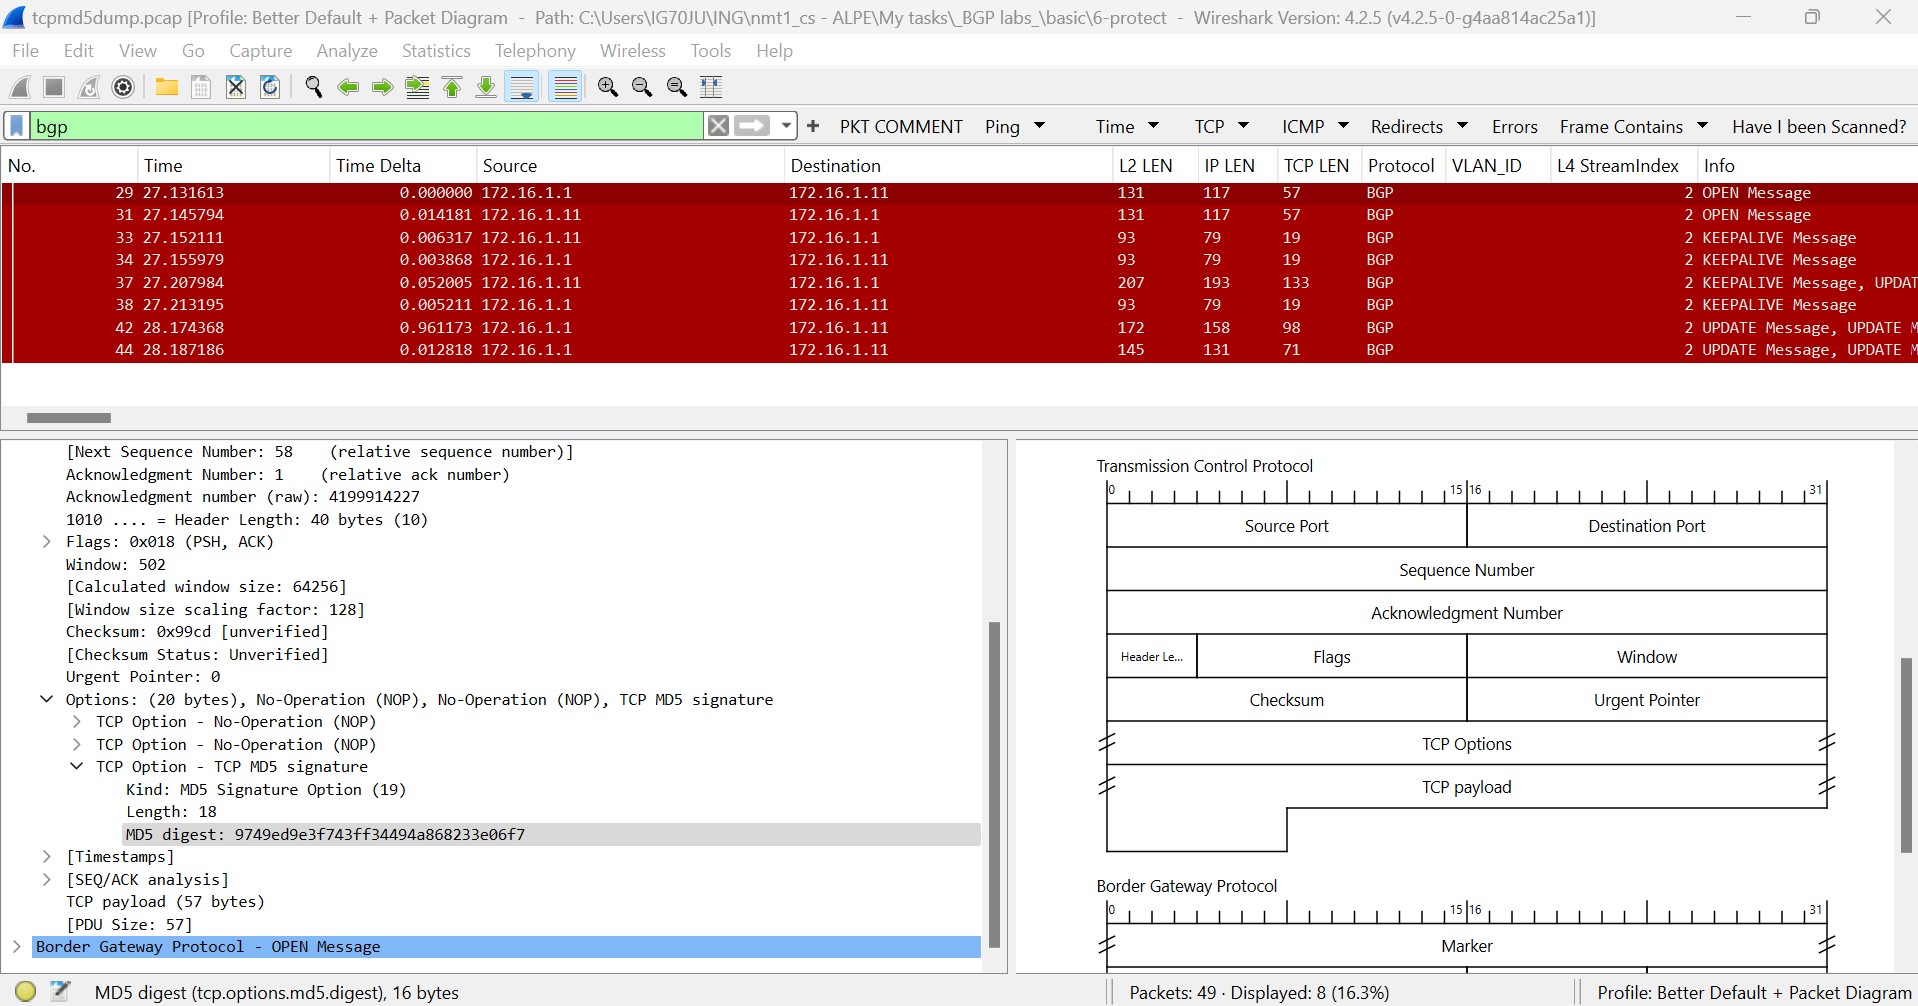 tcpmd5dump.pcap [Profile: Better Default + Packet Diagram - Path: C:\Users\IG70JU\ING\nmt1_cs - ALPE\My tasks\_BGP labs_\basic\6-protect - Wireshark Version: 4.2.5 (v4.2.5-0-g4aa814ac25a1)]
File Edit View Go Capture Analyze Statistics Telephony Wireless Tools Help
bgp + PKT COMMENT Ping Time TCP ICMP Redirects Errors Frame Contains Have I been Scanned?
No. Time Time Delta Source Destination L2 LEN IP LEN TCP LEN Protocol VLAN_ID L4 StreamIndex Info
29 27.131613 0.000000 172.16.1.1 172.16.1.11 131 117 57 BGP 2 OPEN Message
31 27.145794 0.014181 172.16.1.11 172.16.1.1 131 117 57 BGP 2 OPEN Message
33 27.152111 0.006317 172.16.1.11 172.16.1.1 93 79 19 BGP 2 KEEPALIVE Message
34 27.155979 0.003868 172.16.1.1 172.16.1.11 93 79 19 BGP 2 KEEPALIVE Message
37 27.207984 0.052005 172.16.1.11 172.16.1.1 207 193 133 BGP 2 KEEPALIVE Message, UPDAT
38 27.213195 0.005211 172.16.1.1 172.16.1.11 93 79 19 BGP 2 KEEPALIVE Message
42 28.174368 0.961173 172.16.1.1 172.16.1.11 172 158 98 BGP 2 UPDATE Message, UPDATE M
44 28.187186 0.012818 172.16.1.1 172.16.1.11 145 131 71 BGP 2 UPDATE Message, UPDATE M
[Next Sequence Number: 58 (relative sequence number)]
Acknowledgment Number: 1 (relative ack number)
Acknowledgment number (raw): 4199914227
1010 .... = Header Length: 40 bytes (10)
Flags: 0x018 (PSH, ACK)
Window: 502
[Calculated window size: 64256]
[Window size scaling factor: 128]
Checksum: 0x99cd [unverified]
[Checksum Status: Unverified]
Urgent Pointer: 0
Options: (20 bytes), No-Operation (NOP), No-Operation (NOP), TCP MD5 signature
TCP Option - No-Operation (NOP)
TCP Option - No-Operation (NOP)
TCP Option - TCP MD5 signature
Kind: MD5 Signature Option (19)
Length: 18
MD5 digest: 9749ed9e3f743ff34494a868233e06f7
[Timestamps]
[SEQ/ACK analysis]
TCP payload (57 bytes)
[PDU Size: 57]
Border Gateway Protocol - OPEN Message
Transmission Control Protocol
0 15 16 31
Source Port Destination Port
Sequence Number
Acknowledgment Number
Header Le... Flags Window
Checksum Urgent Pointer
TCP Options
TCP payload
Border Gateway Protocol
0 15 16 31
Marker
MD5 digest (tcp.options.md5.digest), 16 bytes Packets: 49 · Displayed: 8 (16.3%) Profile: Better Default + Packet Diagram